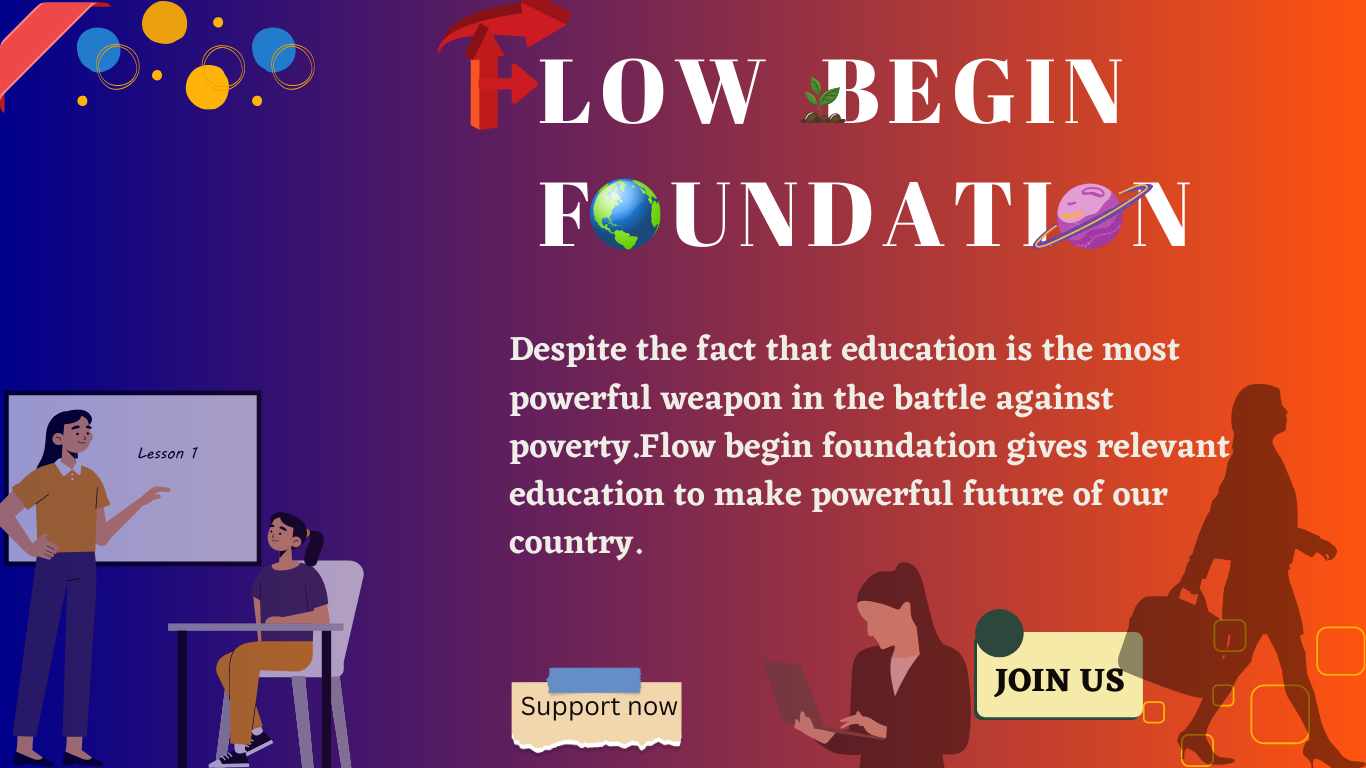 FLOW BEGIN
FOUNDATION
Despite the fact that education is the most
powerful weapon in the battle against
poverty.Flow begin foundation gives relevant
education to make powerful future of our
country.
Lesson 1
Support now
JOIN US